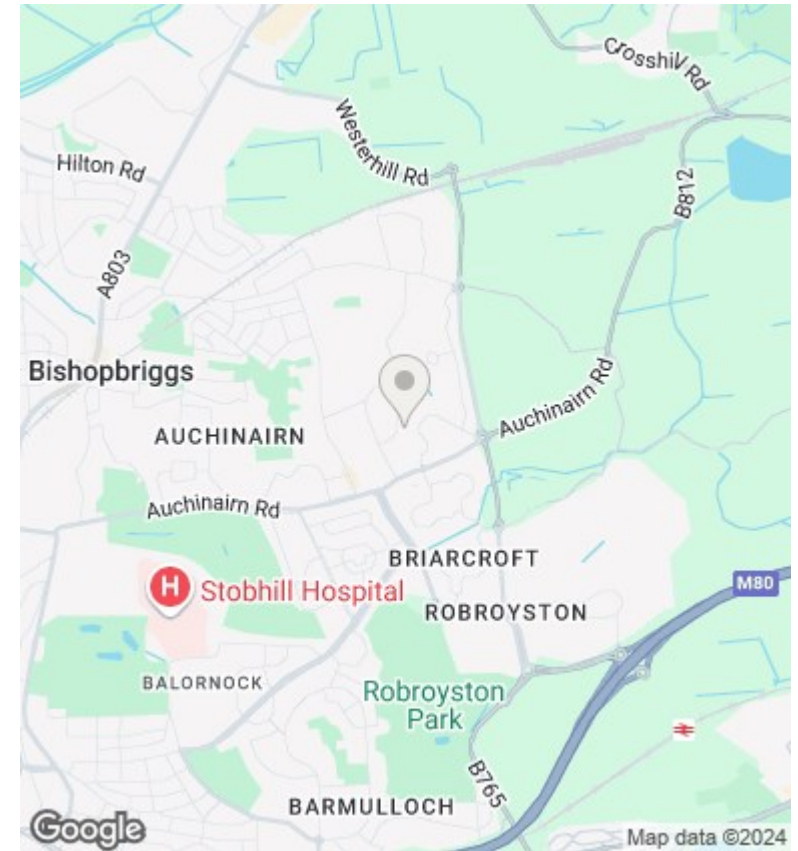 Crosshill Rd
Westerhill Rd
Hilton Rd
B812
A803
Bishopbriggs
Auchinairn Rd
AUCHINAIRN
Auchinairn Rd
BRIARCROFT
M80
H
Stobhill Hospital
ROBROYSTON
BALORNOCK
Robroyston
Park
B765
BARMULLOCH
Google
Map data ©2024